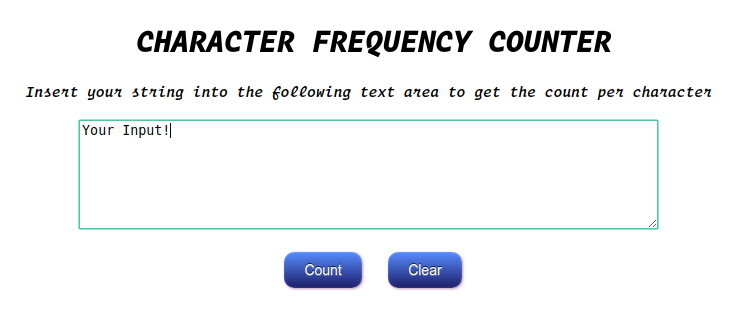 CHARACTER FREQUENCY COUNTER
Insert your string into the following text area to get the count per character
Your Input!
Count Clear